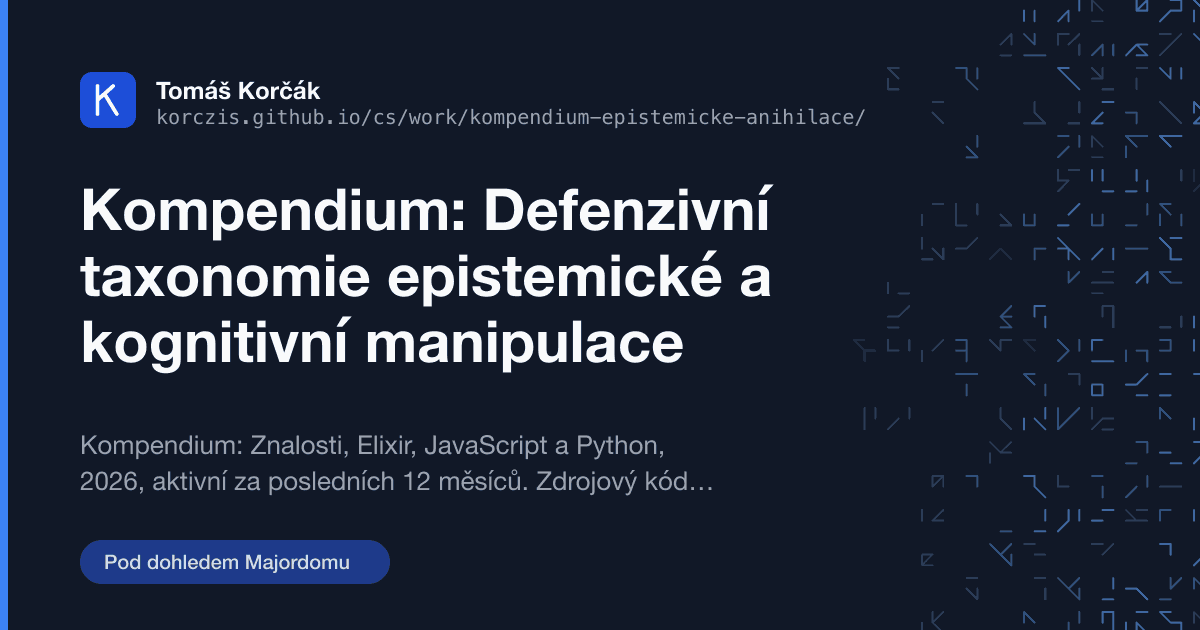 K
Tomáš Korčák
korczis.github.io/cs/work/kompendium-epistemicke-anihilace/
Kompendium: Defenzivní
taxonomie epistemické a
kognitivní manipulace
Kompendium: Znalosti, Elixir, JavaScript a Python,
2026, aktivní za posledních 12 měsíců. Zdrojový kód…
Pod dohledem Majordomu